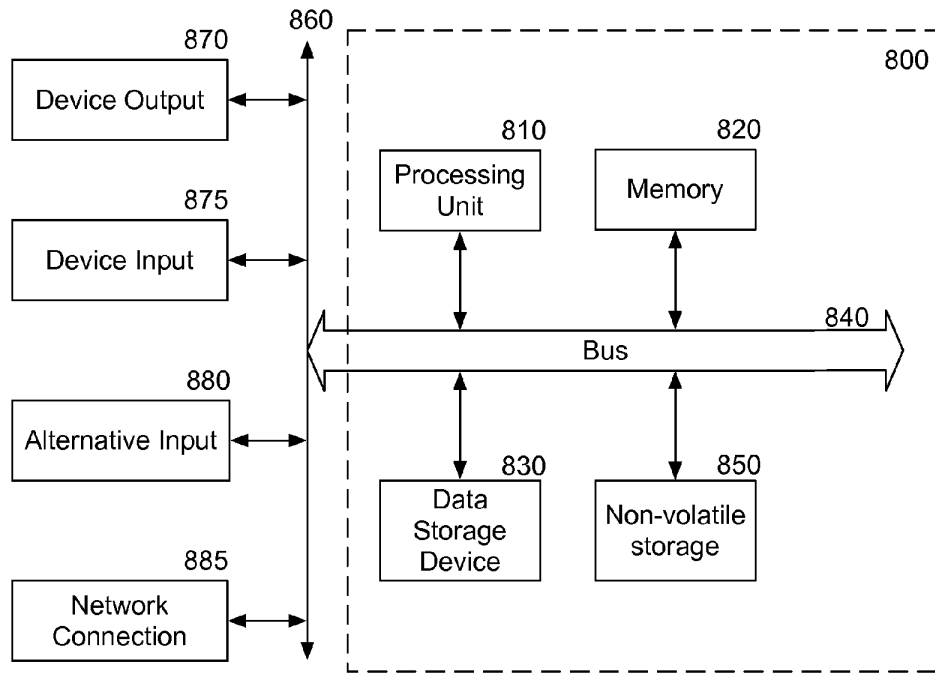 860
870
Device Output
800
810
Processing
Unit
820
Memory
875
Device Input
840
Bus
880
Alternative Input
830
Data
Storage
Device
850
Non-volatile
storage
885
Network
Connection